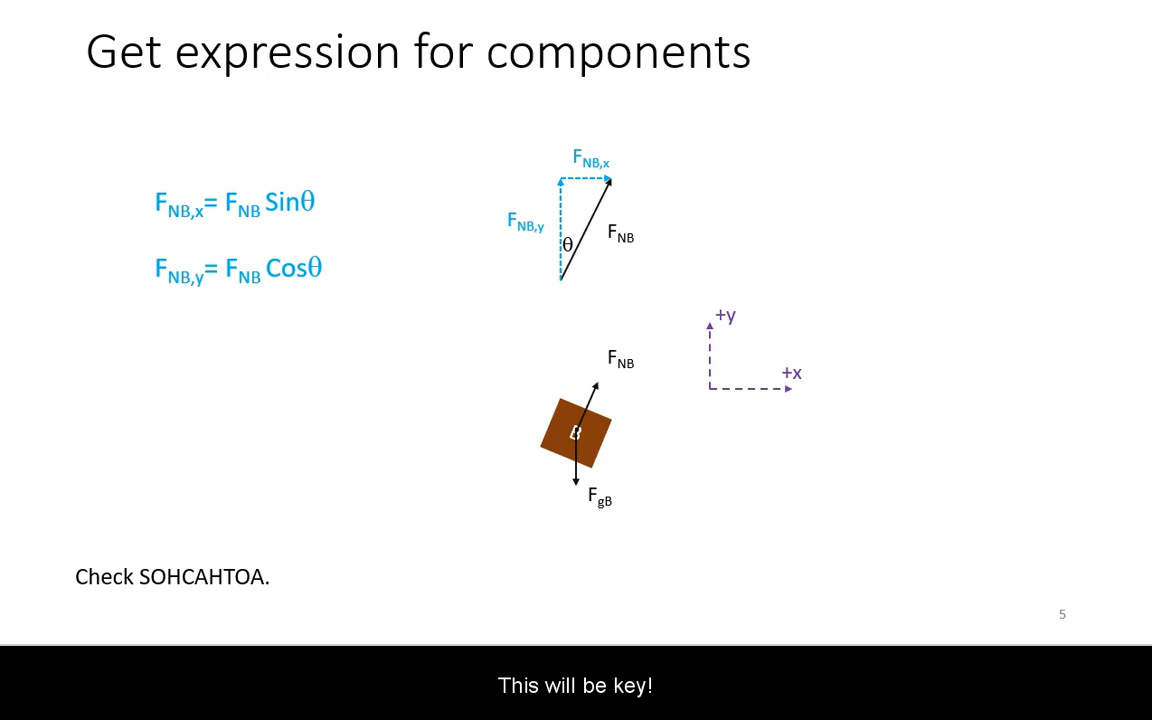 Get expression for components
F_NB,x
F_NB,x= F_NB Sinθ
F_NB,y
F_NB
θ
F_NB,y= F_NB Cosθ
+y
F_NB
+x
B
F_gB
Check SOHCAHTOA.
5
This will be key!